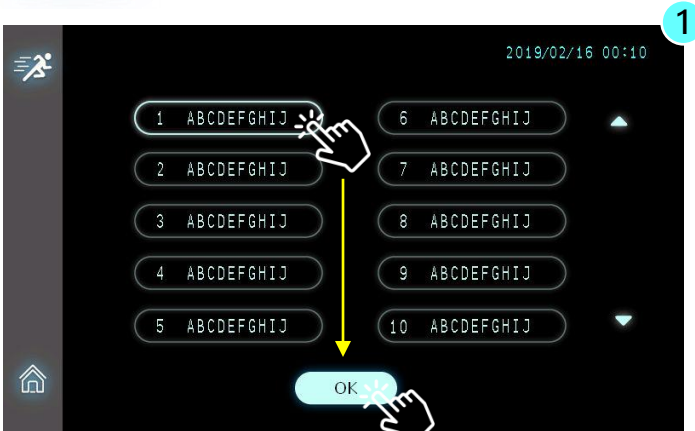 1
2019/02/16 00:10
1 ABCDEFGHIJ
2 ABCDEFGHIJ
3 ABCDEFGHIJ
4 ABCDEFGHIJ
5 ABCDEFGHIJ
6 ABCDEFGHIJ
7 ABCDEFGHIJ
8 ABCDEFGHIJ
9 ABCDEFGHIJ
10 ABCDEFGHIJ
OK